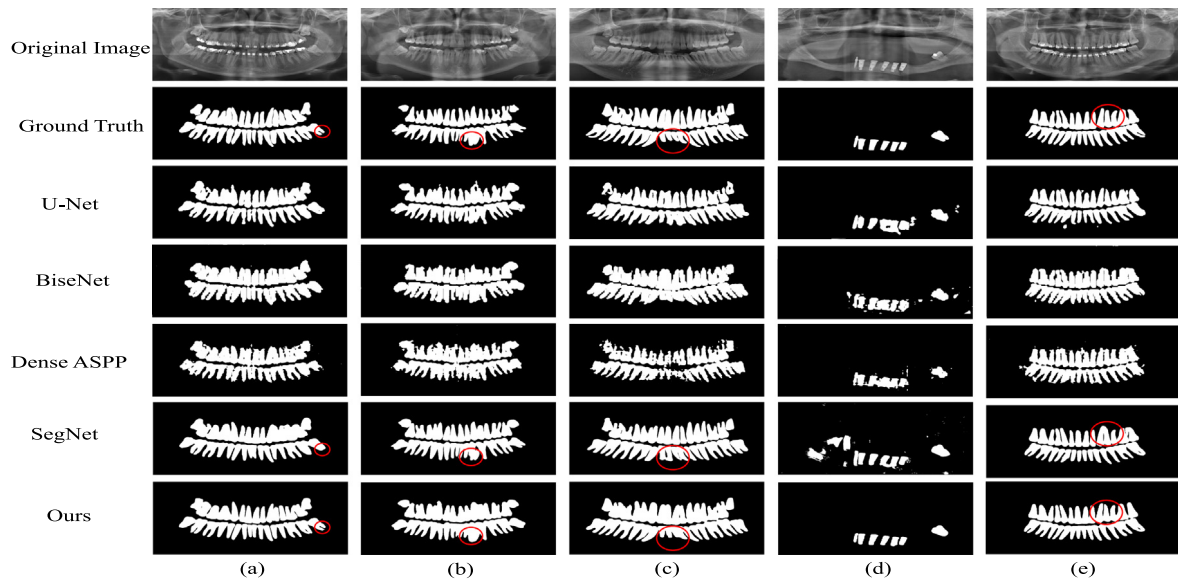 Original Image
Ground Truth
U-Net
BiseNet
Dense ASPP
SegNet
Ours
(a) (b) (c) (d) (e)